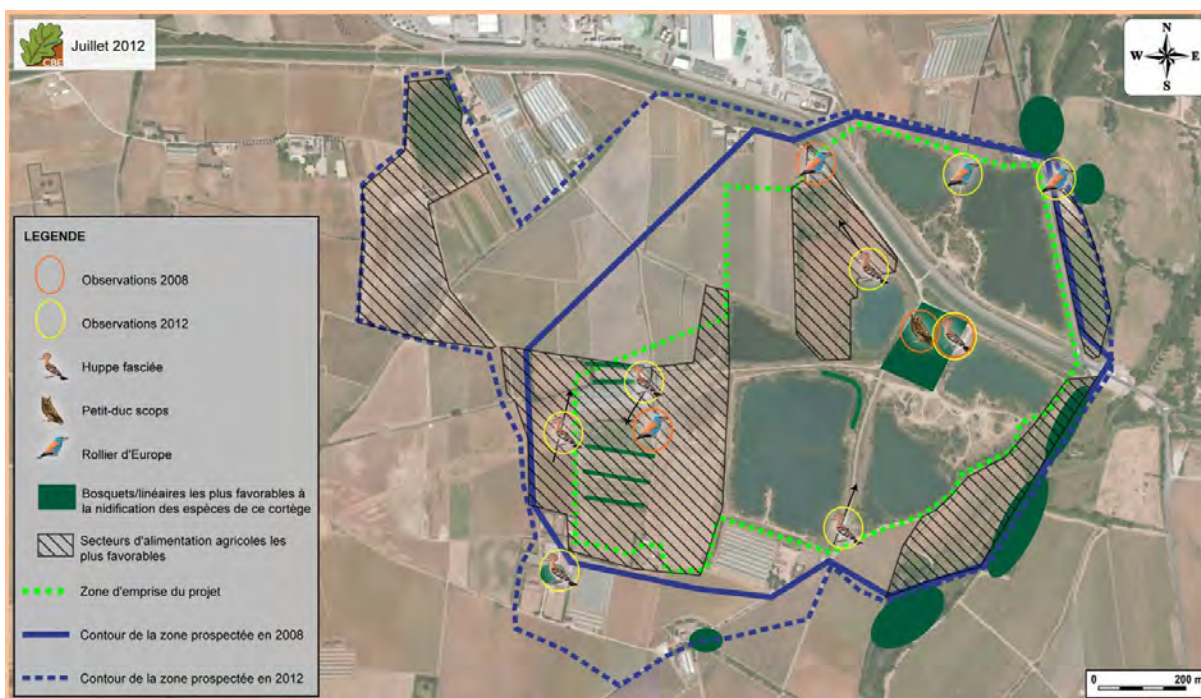 CBE
Juillet 2012
N
W E
S
LEGENDE
Observations 2008
Observations 2012
Huppe fasciée
Petit-duc scops
Rollier d'Europe
Bosquets/linéaires les plus favorables à
la nidification des espèces de ce cortège
Secteurs d'alimentation agricoles les
plus favorables
Zone d'emprise du projet
Contour de la zone prospectée en 2008
Contour de la zone prospectée en 2012
0 200 m